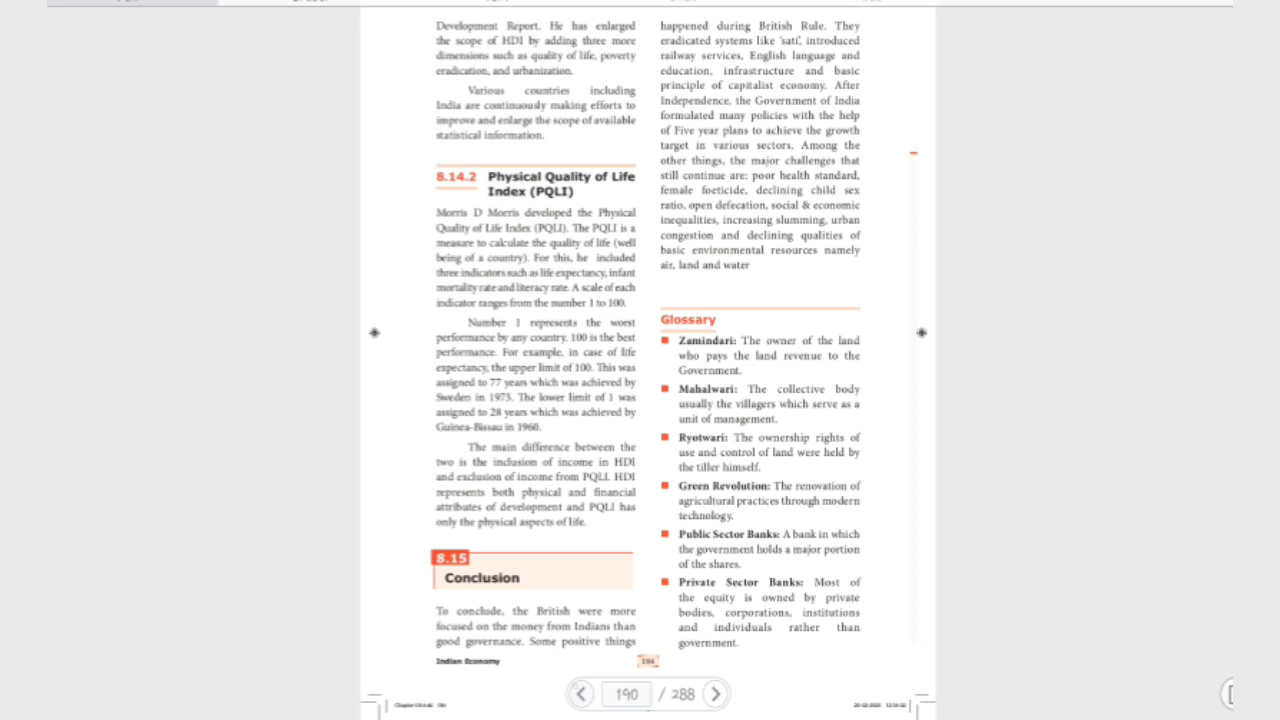 Development Report. He has enlarged
the scope of HDI by adding three more
dimensions such as quality of life, poverty
eradication, and urbanization.
Various countries including
India are continuously making efforts to
improve and enlarge the scope of available
statistical information.
8.14.2 Physical Quality of Life
Index (PQLI)
Morris D Morris developed the Physical
Quality of Life Index (PQLI). The PQLI is a
measure to calculate the quality of life (well
being of a country). For this, he included
three indicators such as life expectancy, infant
mortality rate and literacy rate. A scale of each
indicator ranges from the number 1 to 100.
Number 1 represents the worst
performance by any country. 100 is the best
performance. For example, in case of life
expectancy, the upper limit of 100. This was
assigned to 77 years which was achieved by
Sweden in 1973. The lower limit of 1 was
assigned to 28 years which was achieved by
Guinea-Bissau in 1960.
The main difference between the
two is the inclusion of income in HDI
and exclusion of income from PQLI. HDI
represents both physical and financial
attributes of development and PQLI has
only the physical aspects of life.
8.15
Conclusion
To conclude, the British were more
focused on the money from Indians than
good governance. Some positive things
happened during British Rule. They
eradicated systems like 'sati', introduced
railway services, English language and
education, infrastructure and basic
principle of capitalist economy. After
Independence, the Government of India
formulated many policies with the help
of Five year plans to achieve the growth
target in various sectors. Among the
other things, the major challenges that
still continue are: poor health standard,
female foeticide, declining child sex
ratio, open defecation, social & economic
inequalities, increasing slumming, urban
congestion and declining qualities of
basic environmental resources namely
air, land and water
Glossary
Zamindari: The owner of the land
who pays the land revenue to the
Government.
Mahalwari: The collective body
usually the villagers which serve as a
unit of management.
Ryotwari: The ownership rights of
use and control of land were held by
the tiller himself.
Green Revolution: The renovation of
agricultural practices through modern
technology.
Public Sector Banks: A bank in which
the government holds a major portion
of the shares.
Private Sector Banks: Most of
the equity is owned by private
bodies, corporations, institutions
and individuals rather than
government.
Indian Economy
184
190 / 288